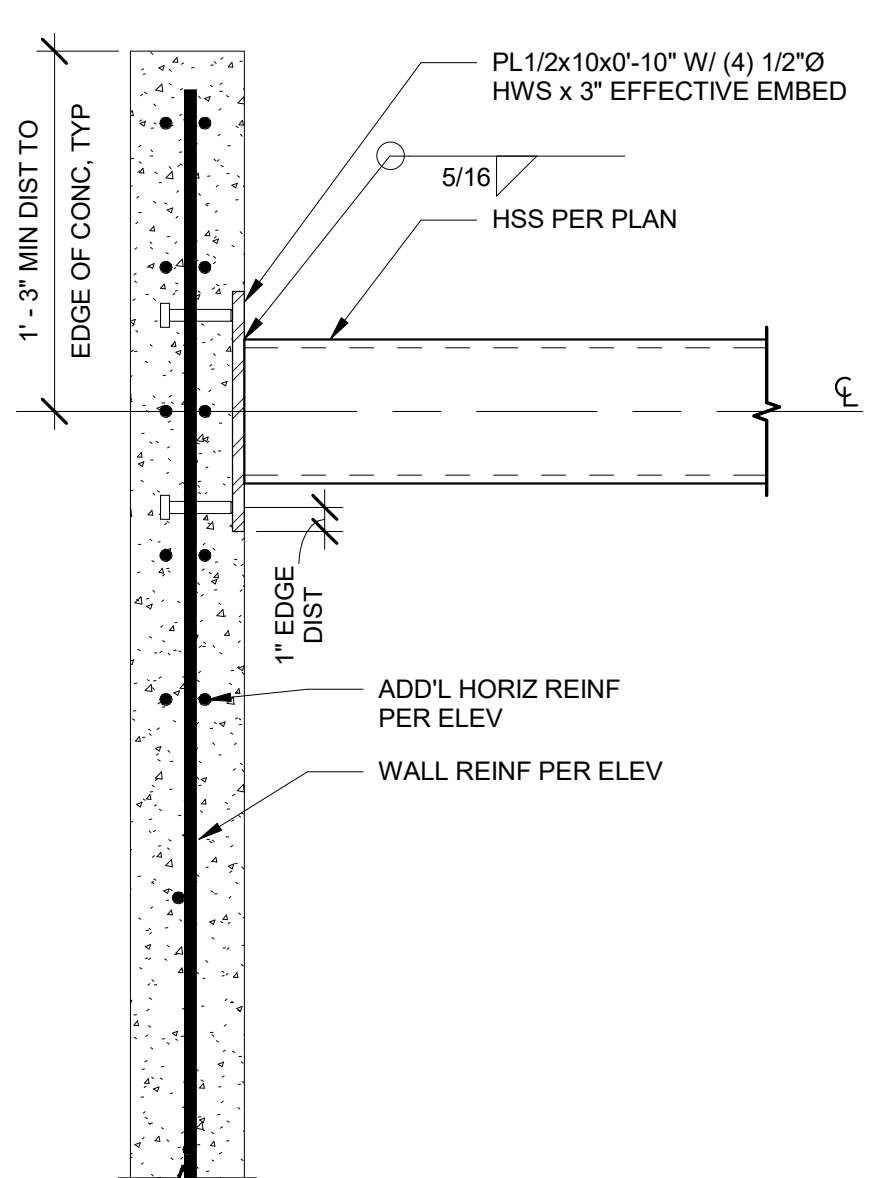 PL1/2x10x0'-10" W/ (4) 1/2"Ø
HWS x 3" EFFECTIVE EMBED
5/16
HSS PER PLAN
1' - 3" MIN DIST TO
EDGE OF CONC, TYP
℄
1" EDGE
DIST
ADD'L HORIZ REINF
PER ELEV
WALL REINF PER ELEV